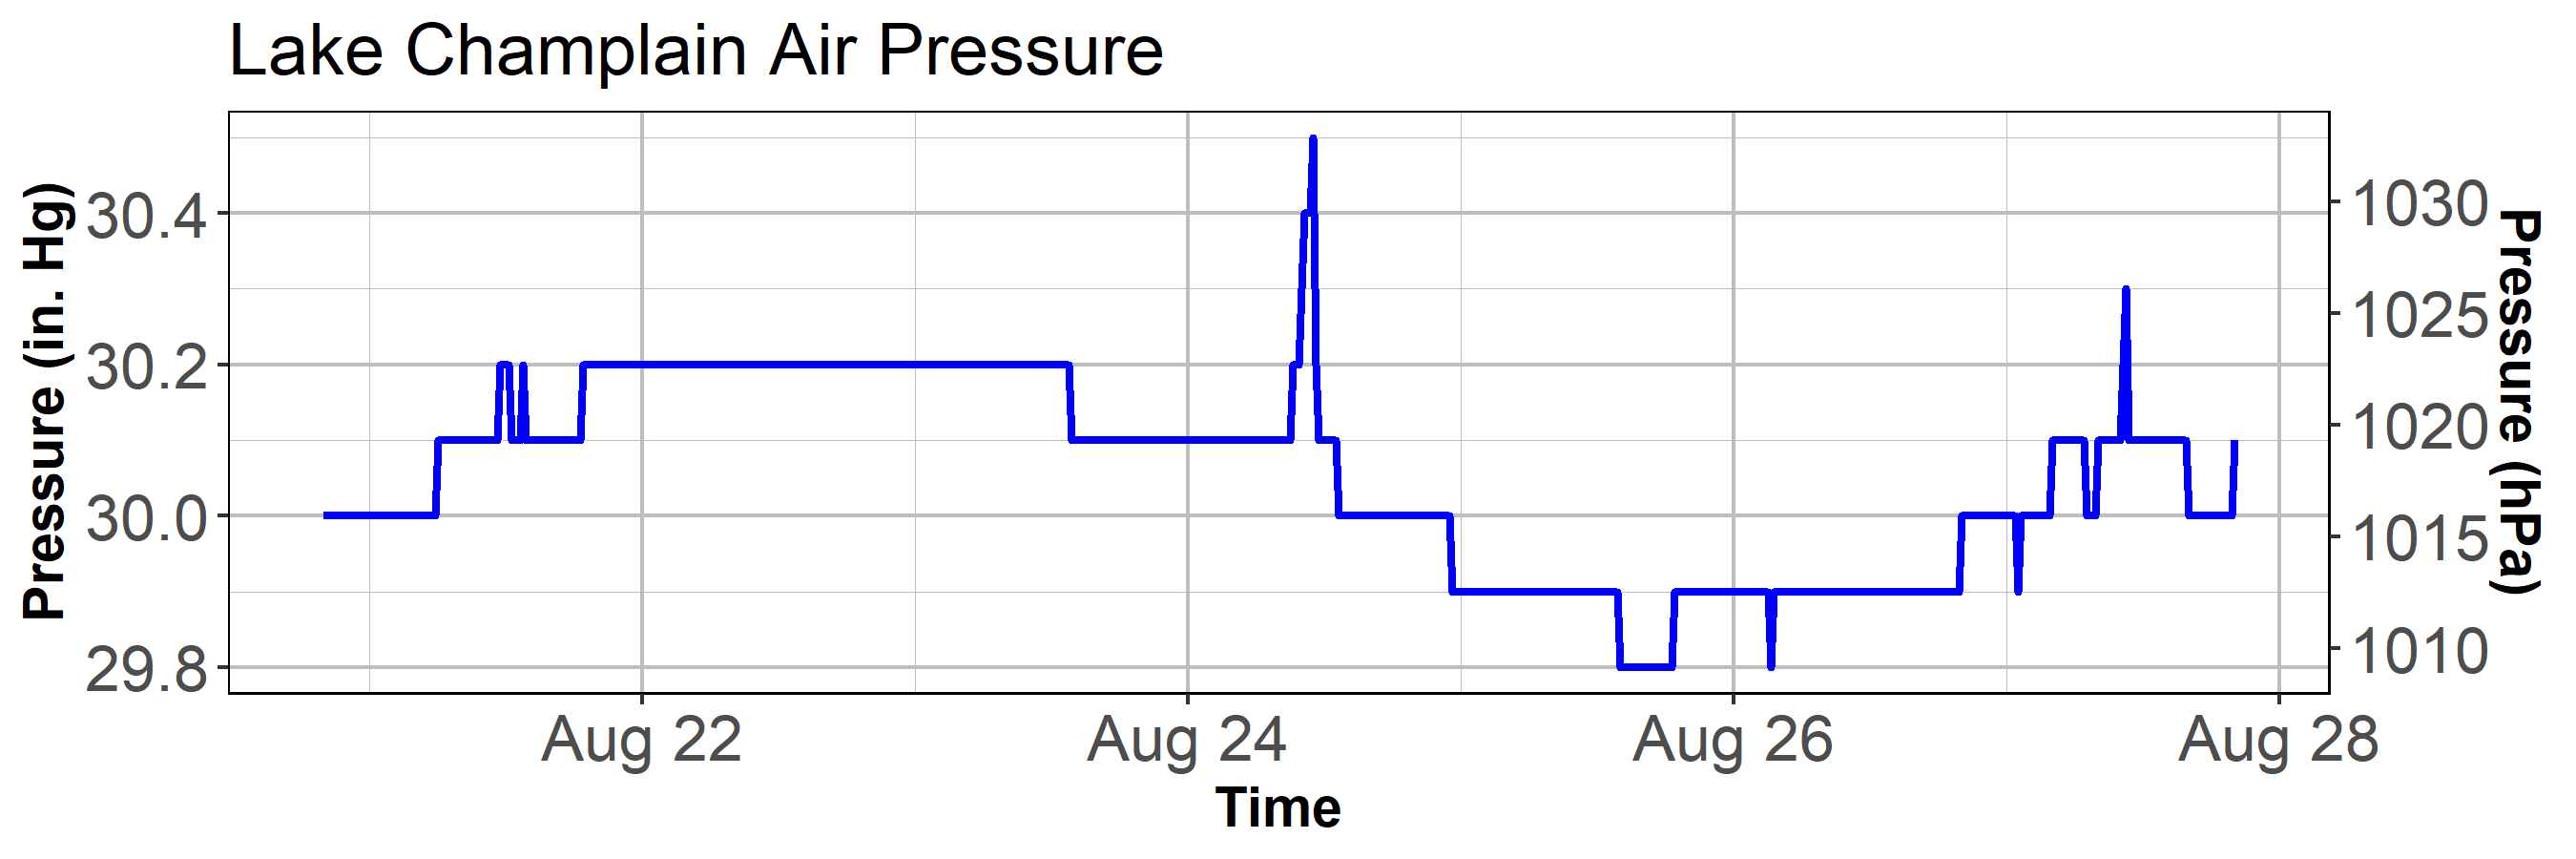 Lake Champlain Air Pressure
Pressure (in. Hg)
30.4
30.2
30.0
29.8
1030
1025
1020
1015
1010
Pressure (hPa)
Aug 22
Aug 24
Aug 26
Aug 28
Time